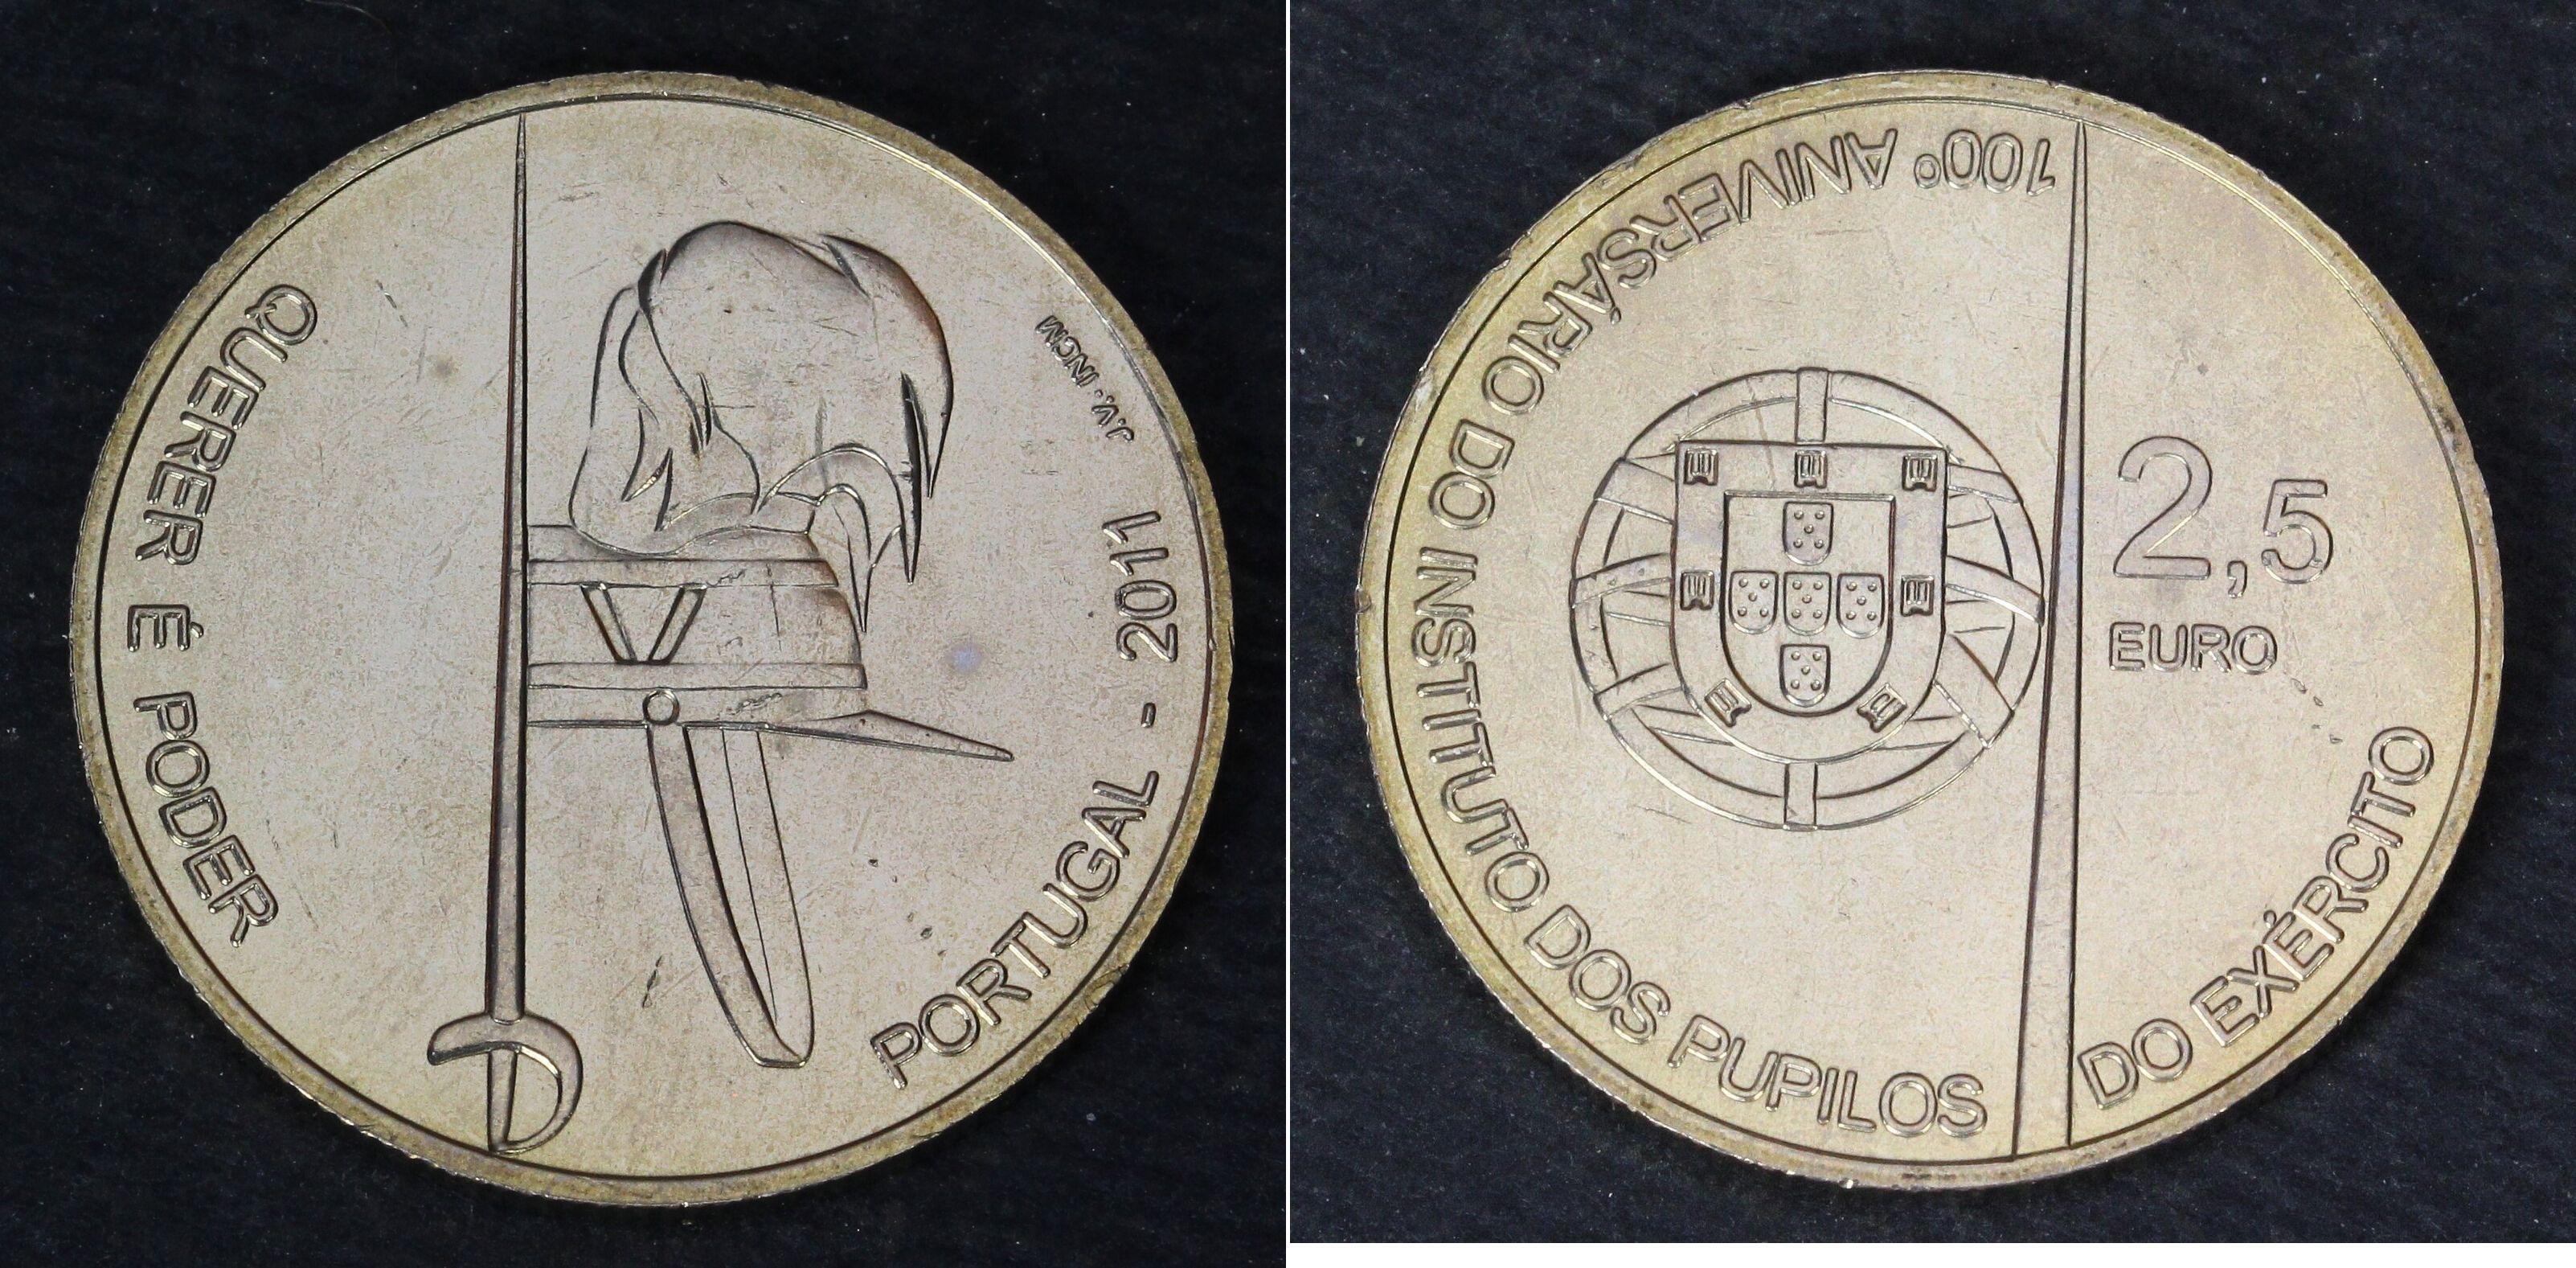 QUERER É PODER
PORTUGAL - 2011
J.V. INCM
100º ANIVERSÁRIO DO INSTITUTO DOS PUPILOS DO EXÉRCITO
2,5
EURO